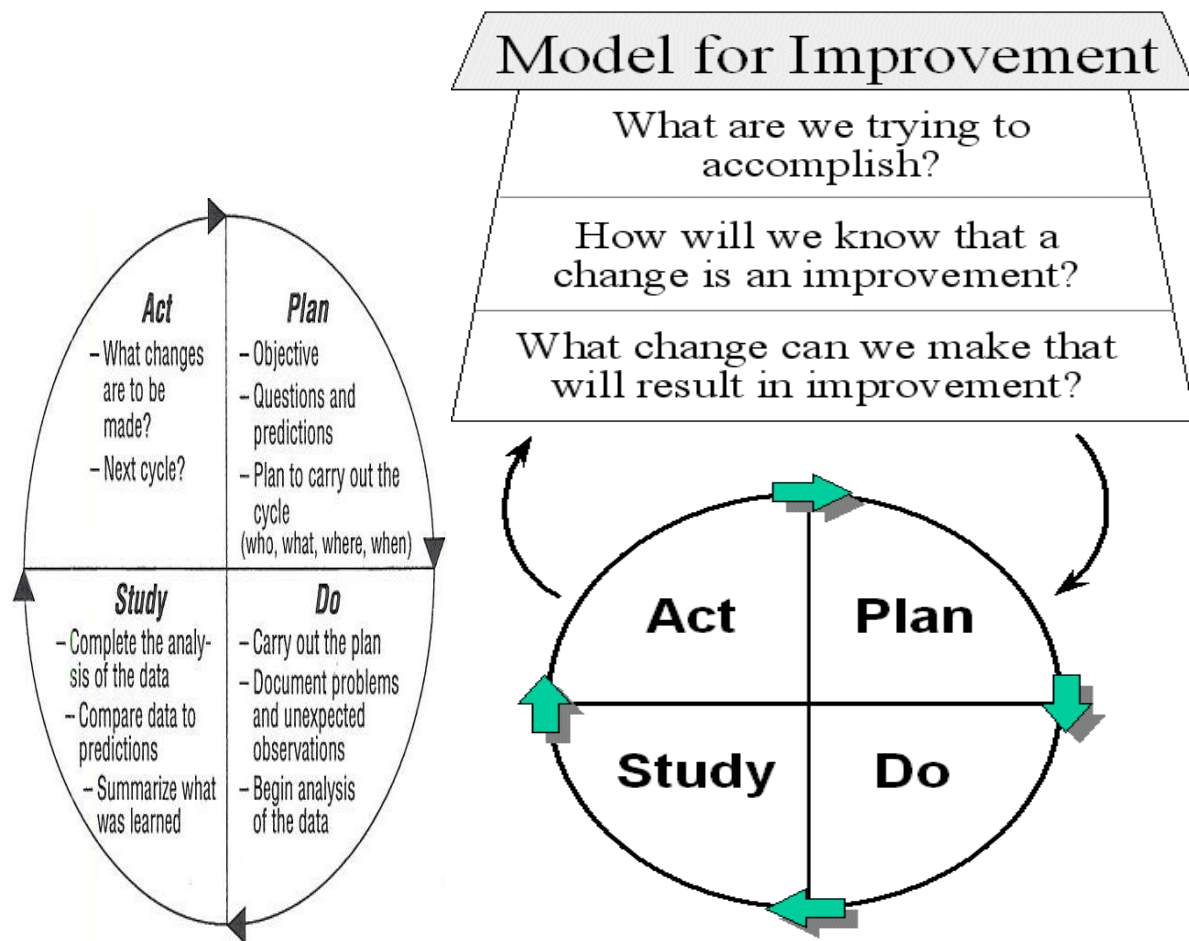 Model for Improvement
What are we trying to
accomplish?
How will we know that a
change is an improvement?
What change can we make that
will result in improvement?
Act
– What changes
are to be
made?
– Next cycle?
Plan
– Objective
– Questions and
predictions
– Plan to carry out the
cycle
(who, what, where, when)
Study
– Complete the analy-
sis of the data
– Compare data to
predictions
– Summarize what
was learned
Do
– Carry out the plan
– Document problems
and unexpected
observations
– Begin analysis
of the data
Act
Plan
Study
Do